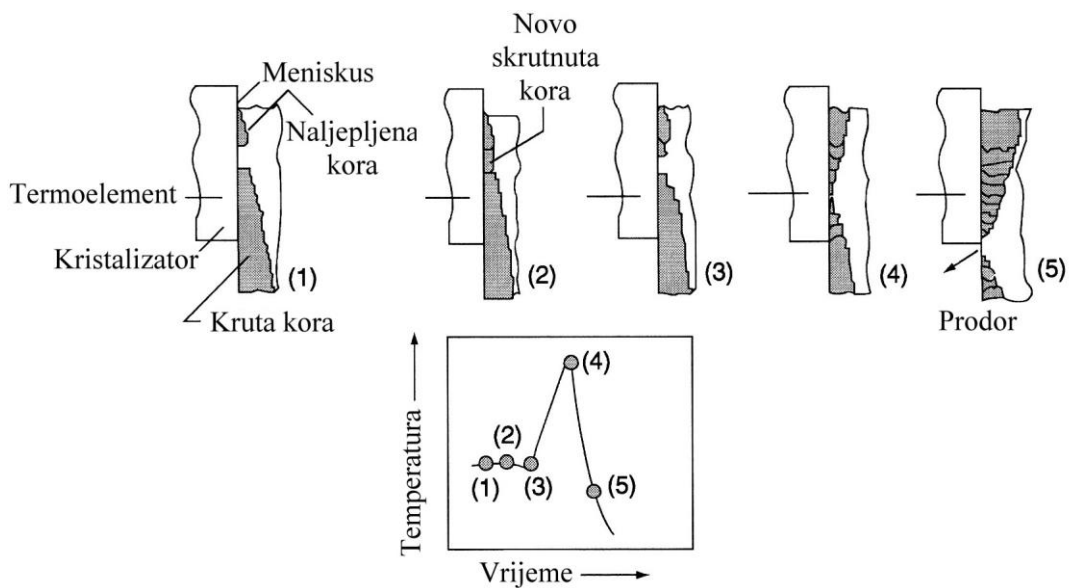 Novo
skrutnuta
kora
Meniskus
Naljepljena
kora
Termoelement
Kristalizator
Kruta kora
(1)
(2)
(3)
(4)
(5)
Prodor
Temperatura
(1)
(2)
(3)
(4)
(5)
Vrijeme